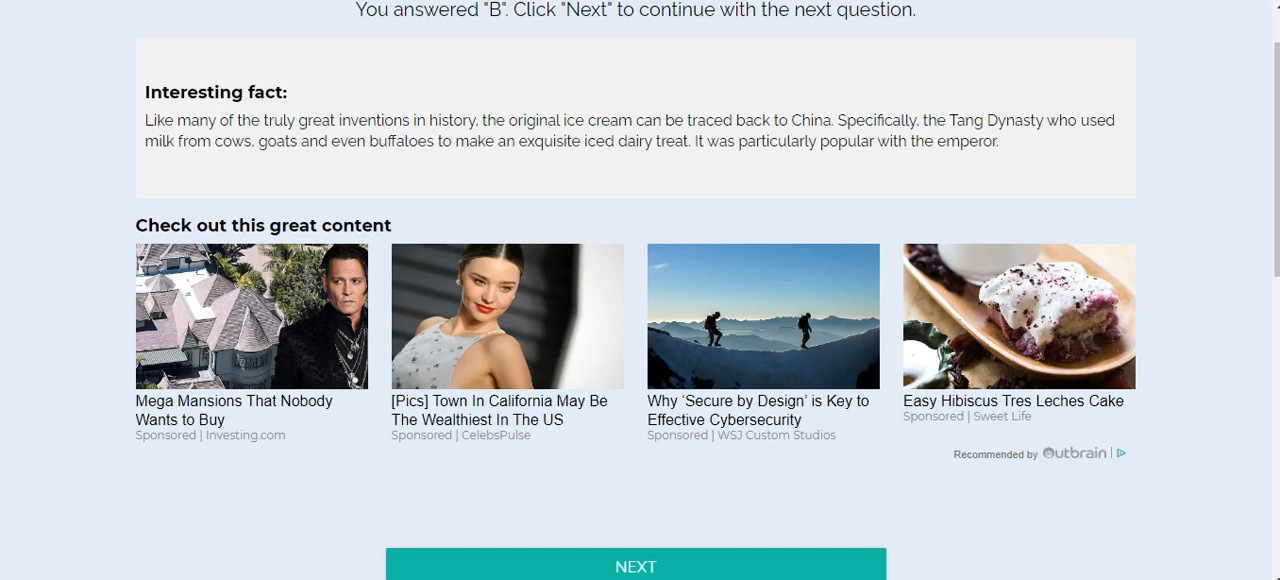 You answered "B". Click "Next" to continue with the next question.
Interesting fact:
Like many of the truly great inventions in history, the original ice cream can be traced back to China. Specifically, the Tang Dynasty who used
milk from cows, goats and even buffaloes to make an exquisite iced dairy treat. It was particularly popular with the emperor.
Check out this great content
Mega Mansions That Nobody
Wants to Buy
Sponsored | Investing.com
[Pics] Town In California May Be
The Wealthiest In The US
Sponsored | CelebsPulse
Why ‘Secure by Design’ is Key to
Effective Cybersecurity
Sponsored | WSJ Custom Studios
Easy Hibiscus Tres Leches Cake
Sponsored | Sweet Life
Recommended by Outbrain |
NEXT